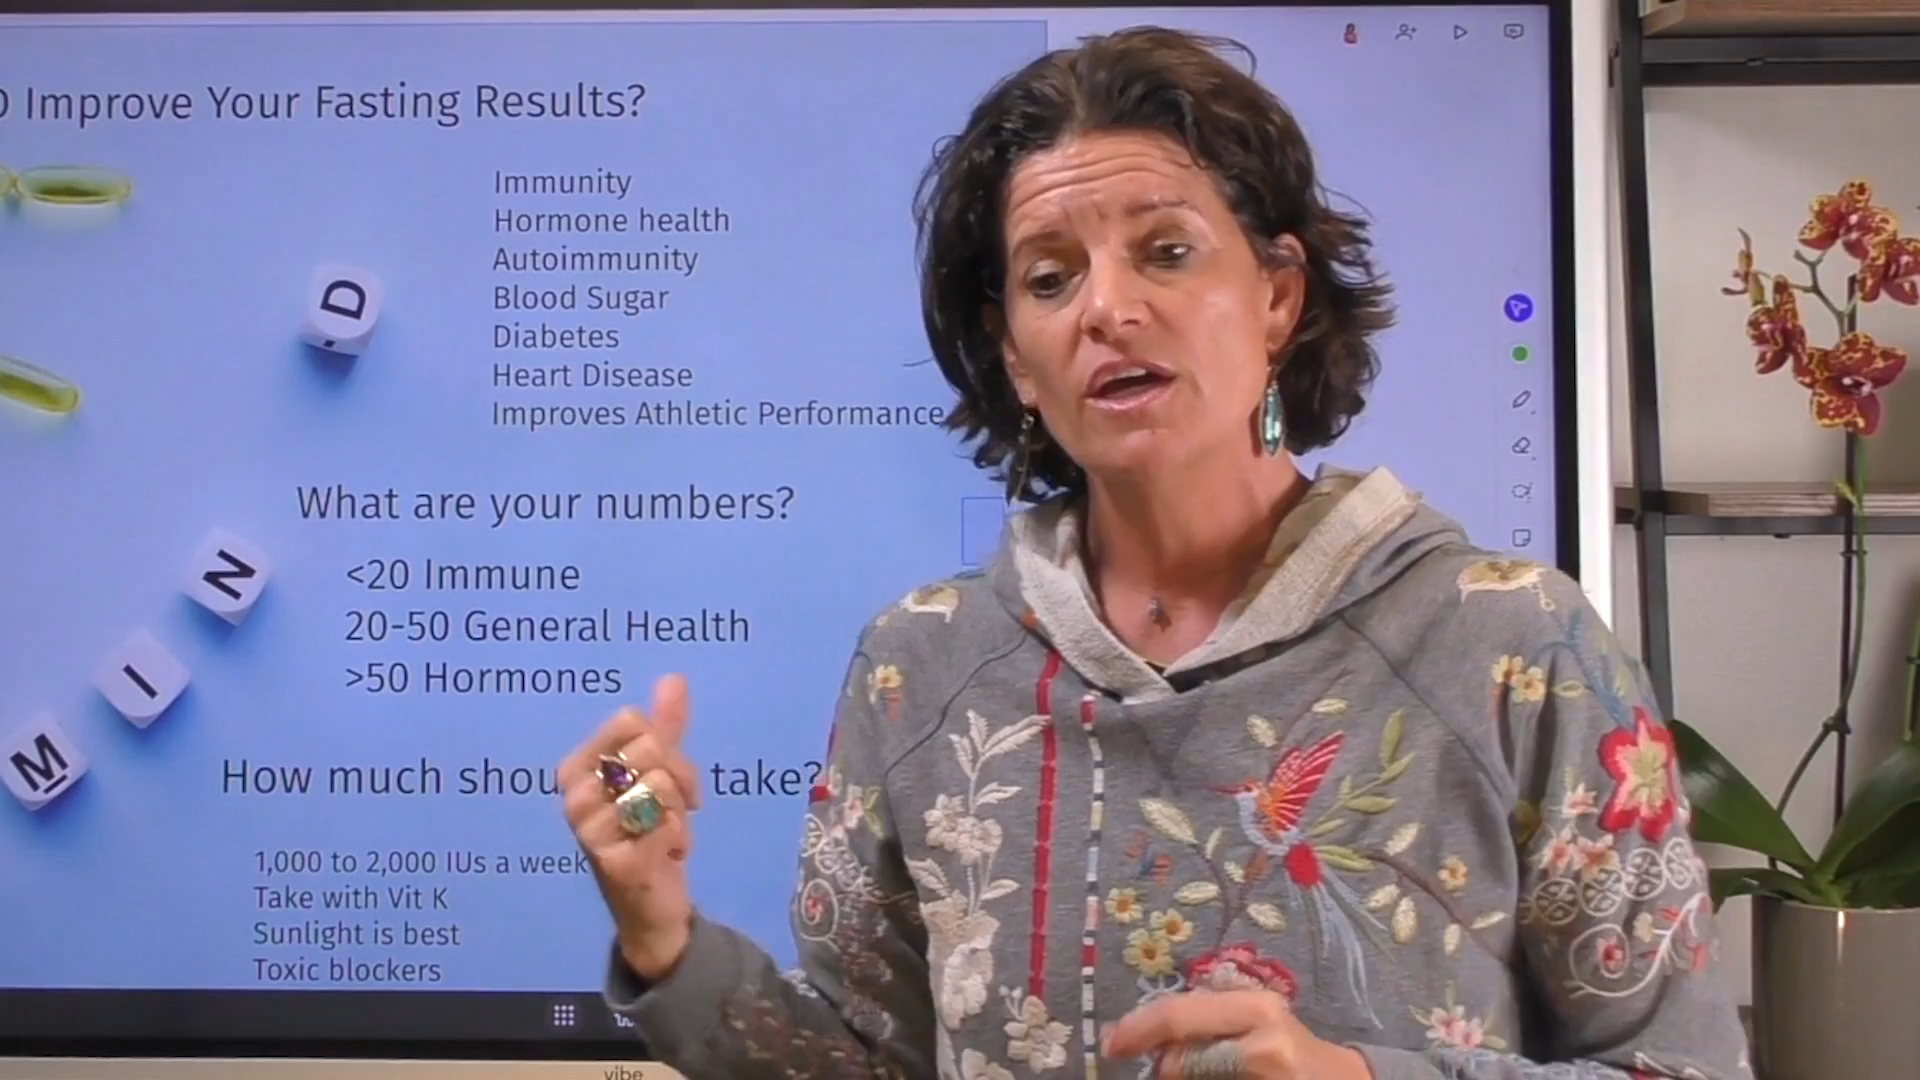 Improve Your Fasting Results?
Immunity
Hormone health
Autoimmunity
Blood Sugar
Diabetes
Heart Disease
Improves Athletic Performance
What are your numbers?
<20 Immune
20-50 General Health
>50 Hormones
How much take?
1,000 to 2,000 IUs a week
Take with Vit K
Sunlight is best
Toxic blockers
D
N
I
M
vibe